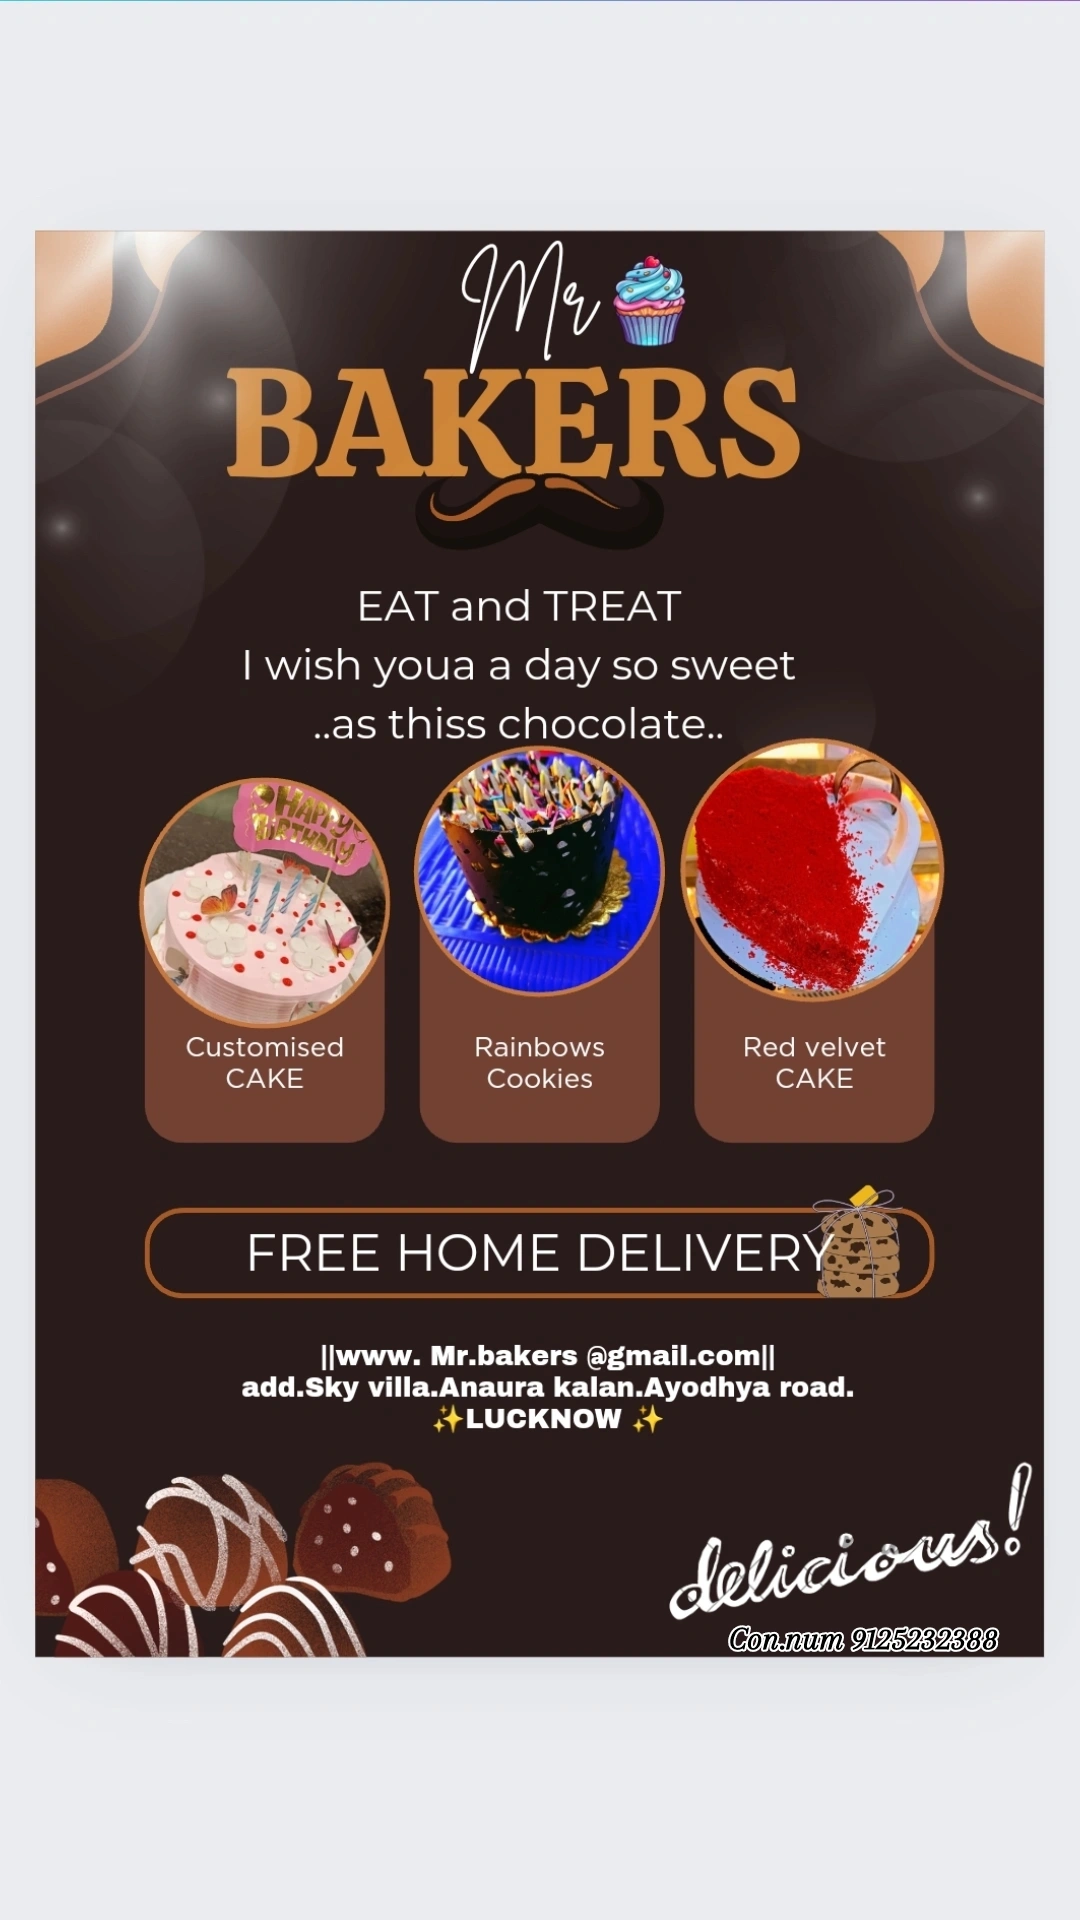 Mr
BAKERS
EAT and TREAT
I wish youa a day so sweet
..as thiss chocolate..
HAPPY
BiRTHDAY
Customised
CAKE
Rainbows
Cookies
Red velvet
CAKE
FREE HOME DELIVERY
||www. Mr.bakers @gmail.com||
add.Sky villa.Anaura kalan.Ayodhya road.
✨LUCKNOW ✨
delicious!
Con.num 9125232388